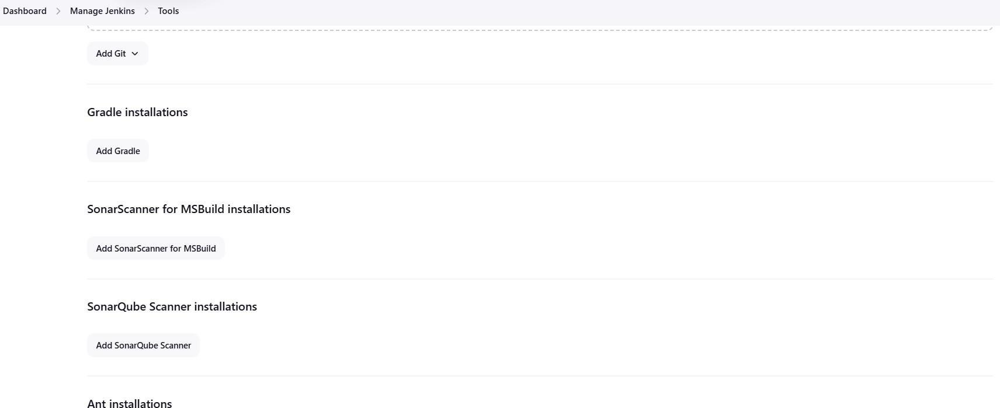 Dashboard > Manage Jenkins > Tools
Add Git
Gradle installations
Add Gradle
SonarScanner for MSBuild installations
Add SonarScanner for MSBuild
SonarQube Scanner installations
Add SonarQube Scanner
Ant installations